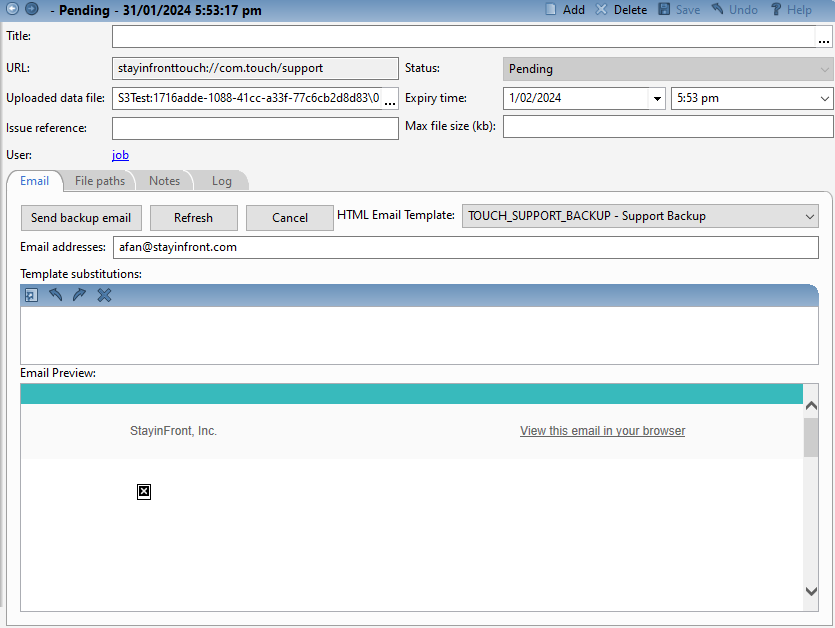 - Pending - 31/01/2024 5:53:17 pm
Add Delete Save Undo Help
Title:
...
URL: stayinfronttouch://com.touch/support Status: Pending
Uploaded data file: S3Test:1716adde-1088-41cc-a33f-77c6cb2d8d83\0 ... Expiry time: 1/02/2024 5:53 pm
Issue reference: Max file size (kb):
User: job
Email File paths Notes Log
Send backup email Refresh Cancel HTML Email Template: TOUCH_SUPPORT_BACKUP - Support Backup
Email addresses: afan@stayinfront.com
Template substitutions:
Email Preview:
StayinFront, Inc. View this email in your browser